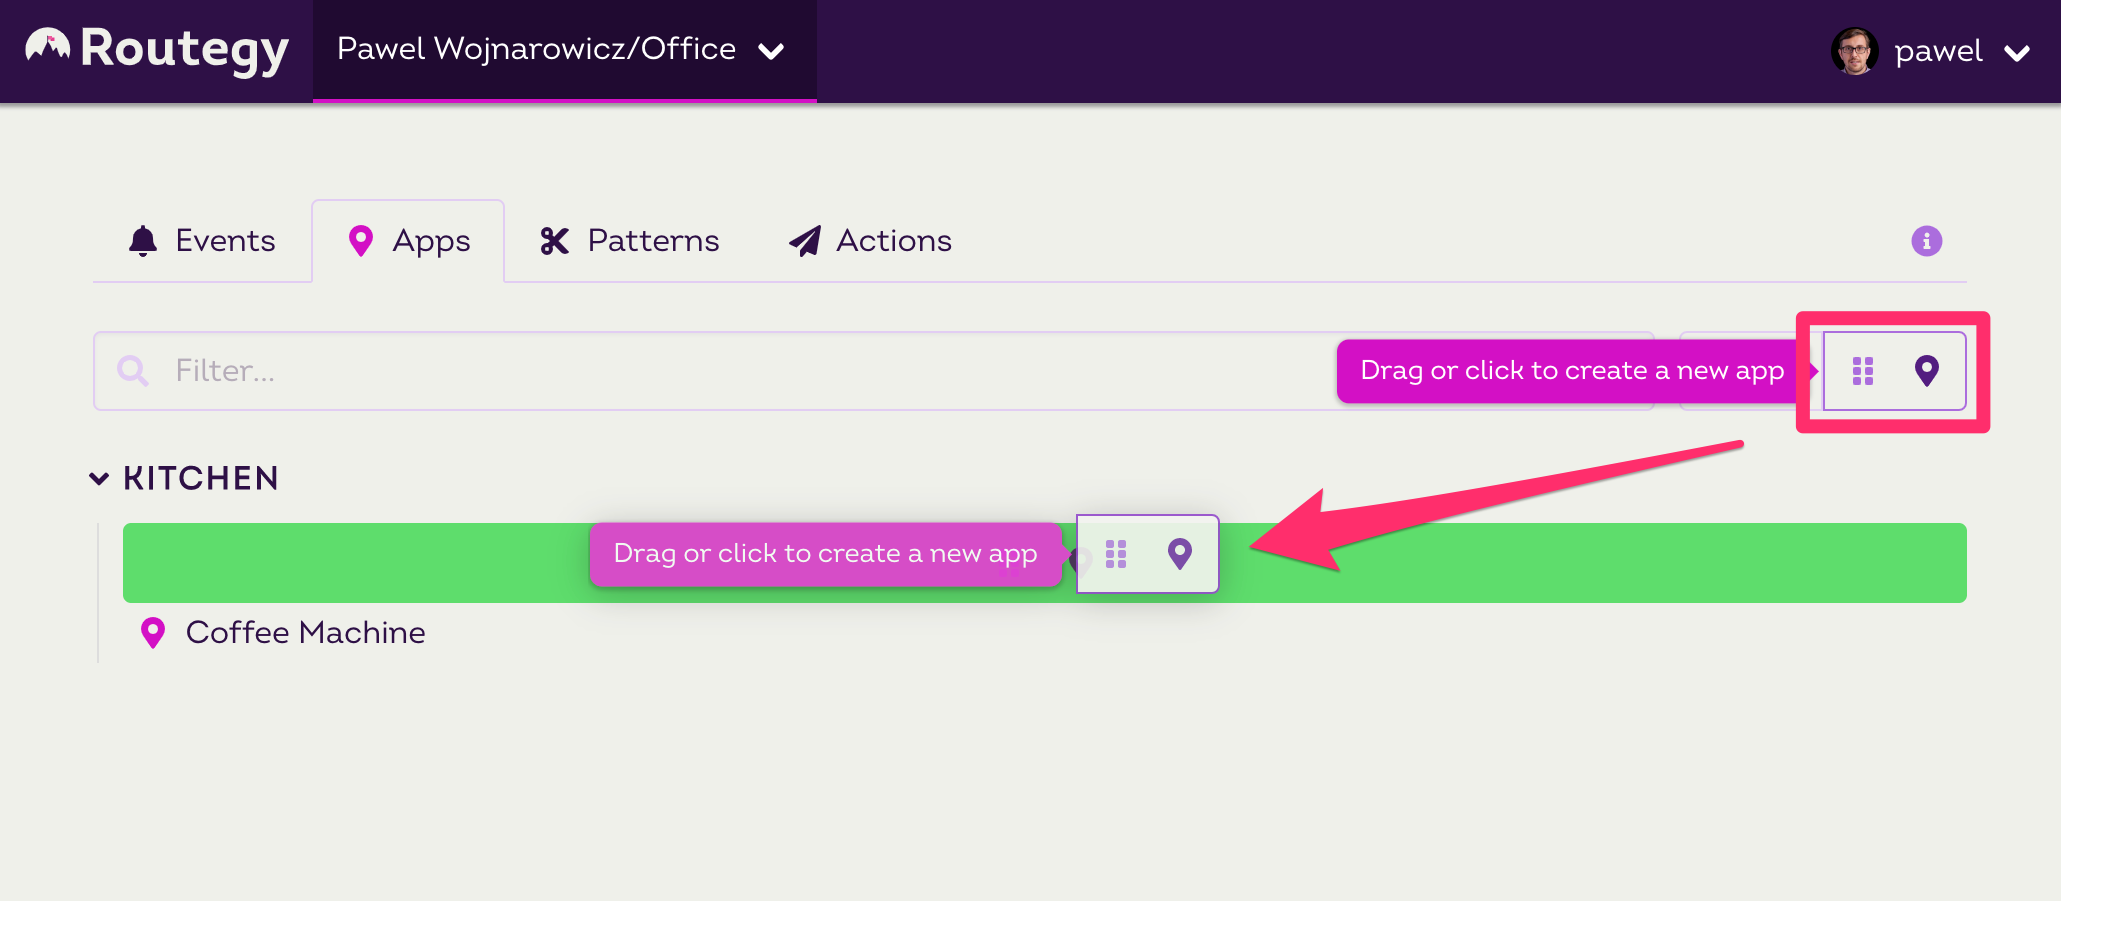 Routegy
Pawel Wojnarowicz/Office
pawel
Events
Apps
Patterns
Actions
Filter...
Drag or click to create a new app
KITCHEN
Drag or click to create a new app
Coffee Machine